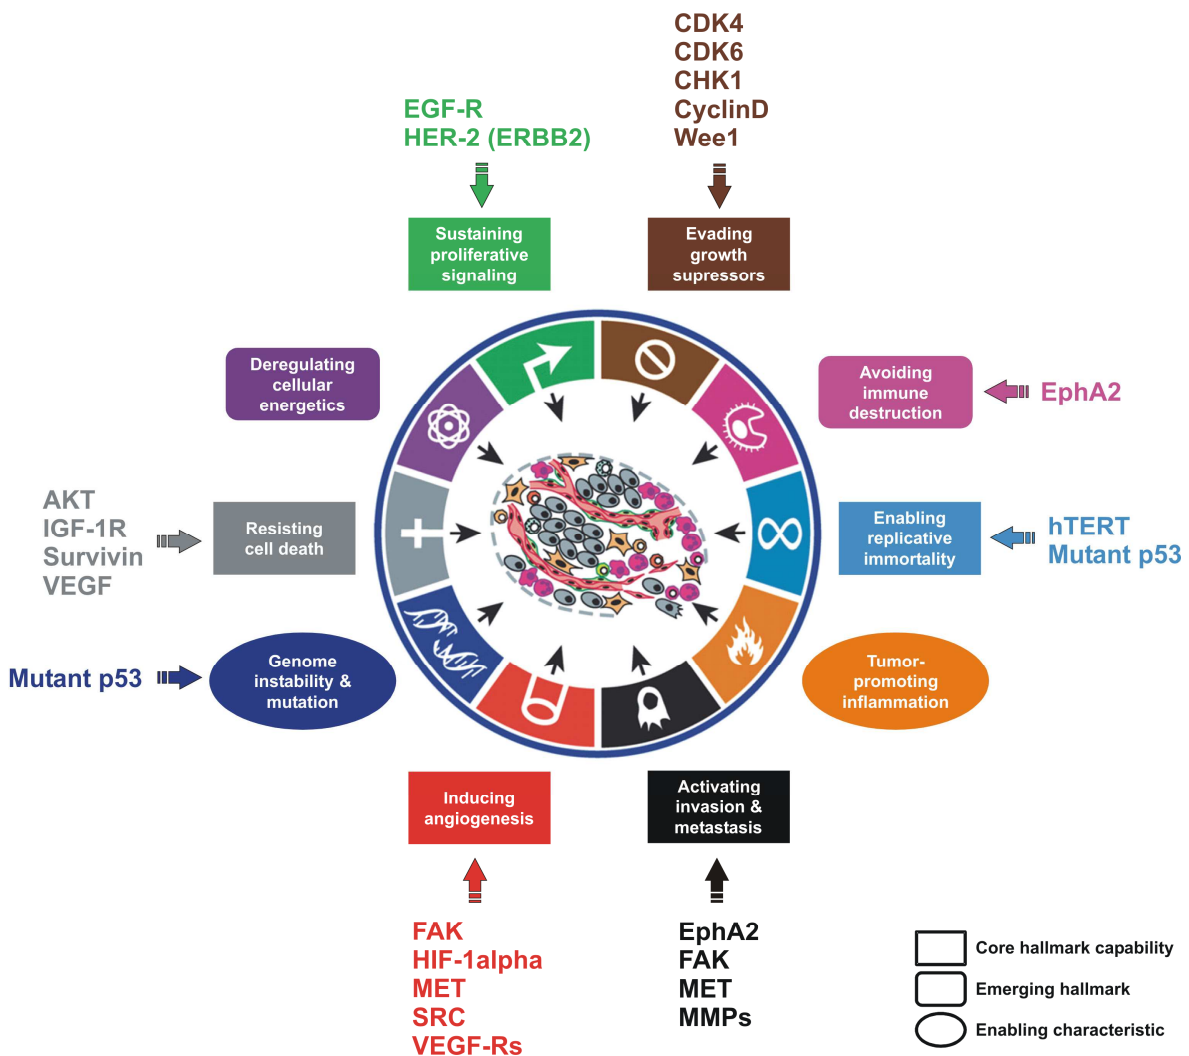 CDK4
CDK6
CHK1
CyclinD
Wee1
EGF-R
HER-2 (ERBB2)
Sustaining
proliferative
signaling
Evading
growth
supressors
Deregulating
cellular
energetics
Avoiding
immune
destruction
EphA2
AKT
IGF-1R
Survivin
VEGF
Resisting
cell death
Enabling
replicative
immortality
hTERT
Mutant p53
Mutant p53
Genome
instability &
mutation
Tumor-
promoting
inflammation
Inducing
angiogenesis
Activating
invasion &
metastasis
FAK
HIF-1alpha
MET
SRC
VEGF-Rs
EphA2
FAK
MET
MMPs
Core hallmark capability
Emerging hallmark
Enabling characteristic